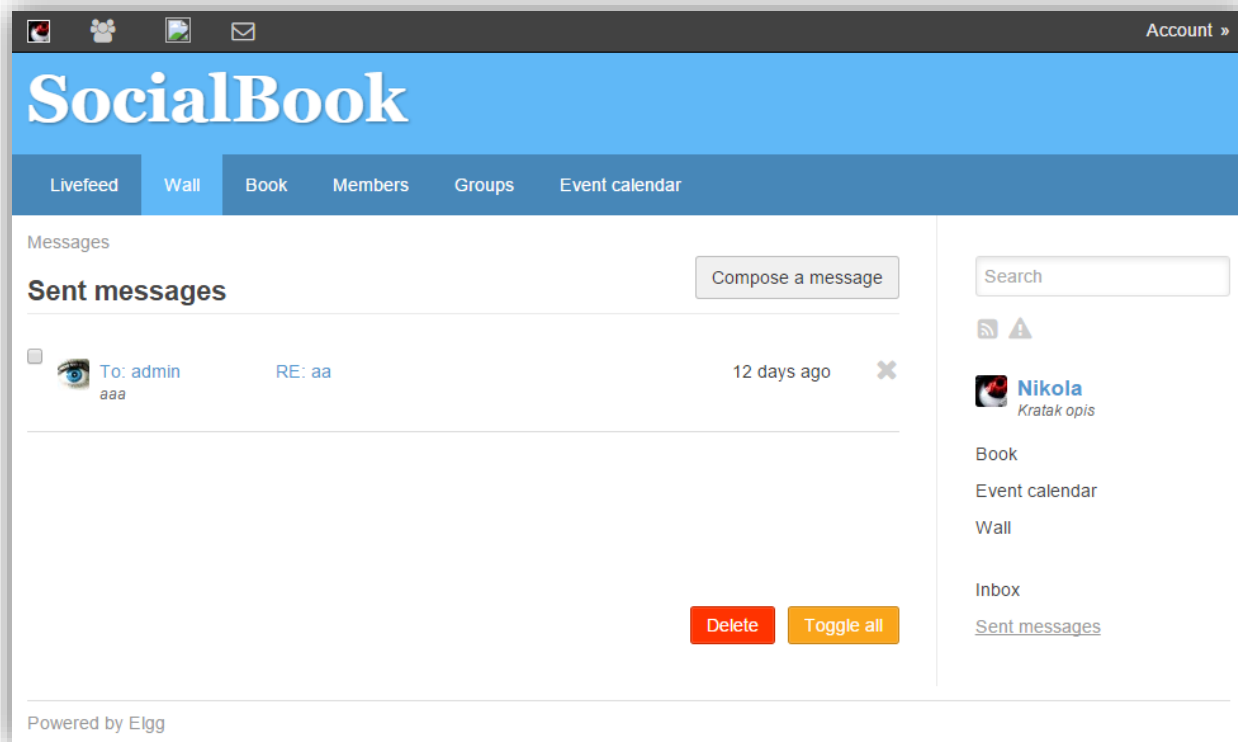 Account »
SocialBook
Livefeed Wall Book Members Groups Event calendar
Messages
Sent messages
Compose a message
To: admin RE: aa 12 days ago
aaa
Delete Toggle all
Search
Nikola
Kratak opis
Book
Event calendar
Wall
Inbox
Sent messages
Powered by Elgg